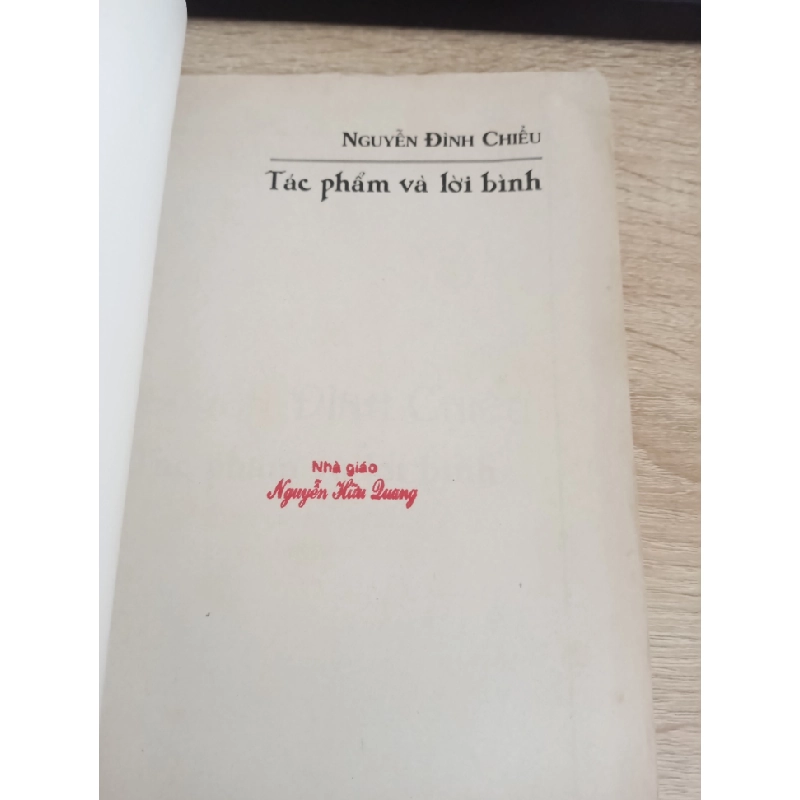 NGUYỄN ĐÌNH CHIỂU
Tác phẩm và lời bình
Nhà giáo
Nguyễn Hữu Quang